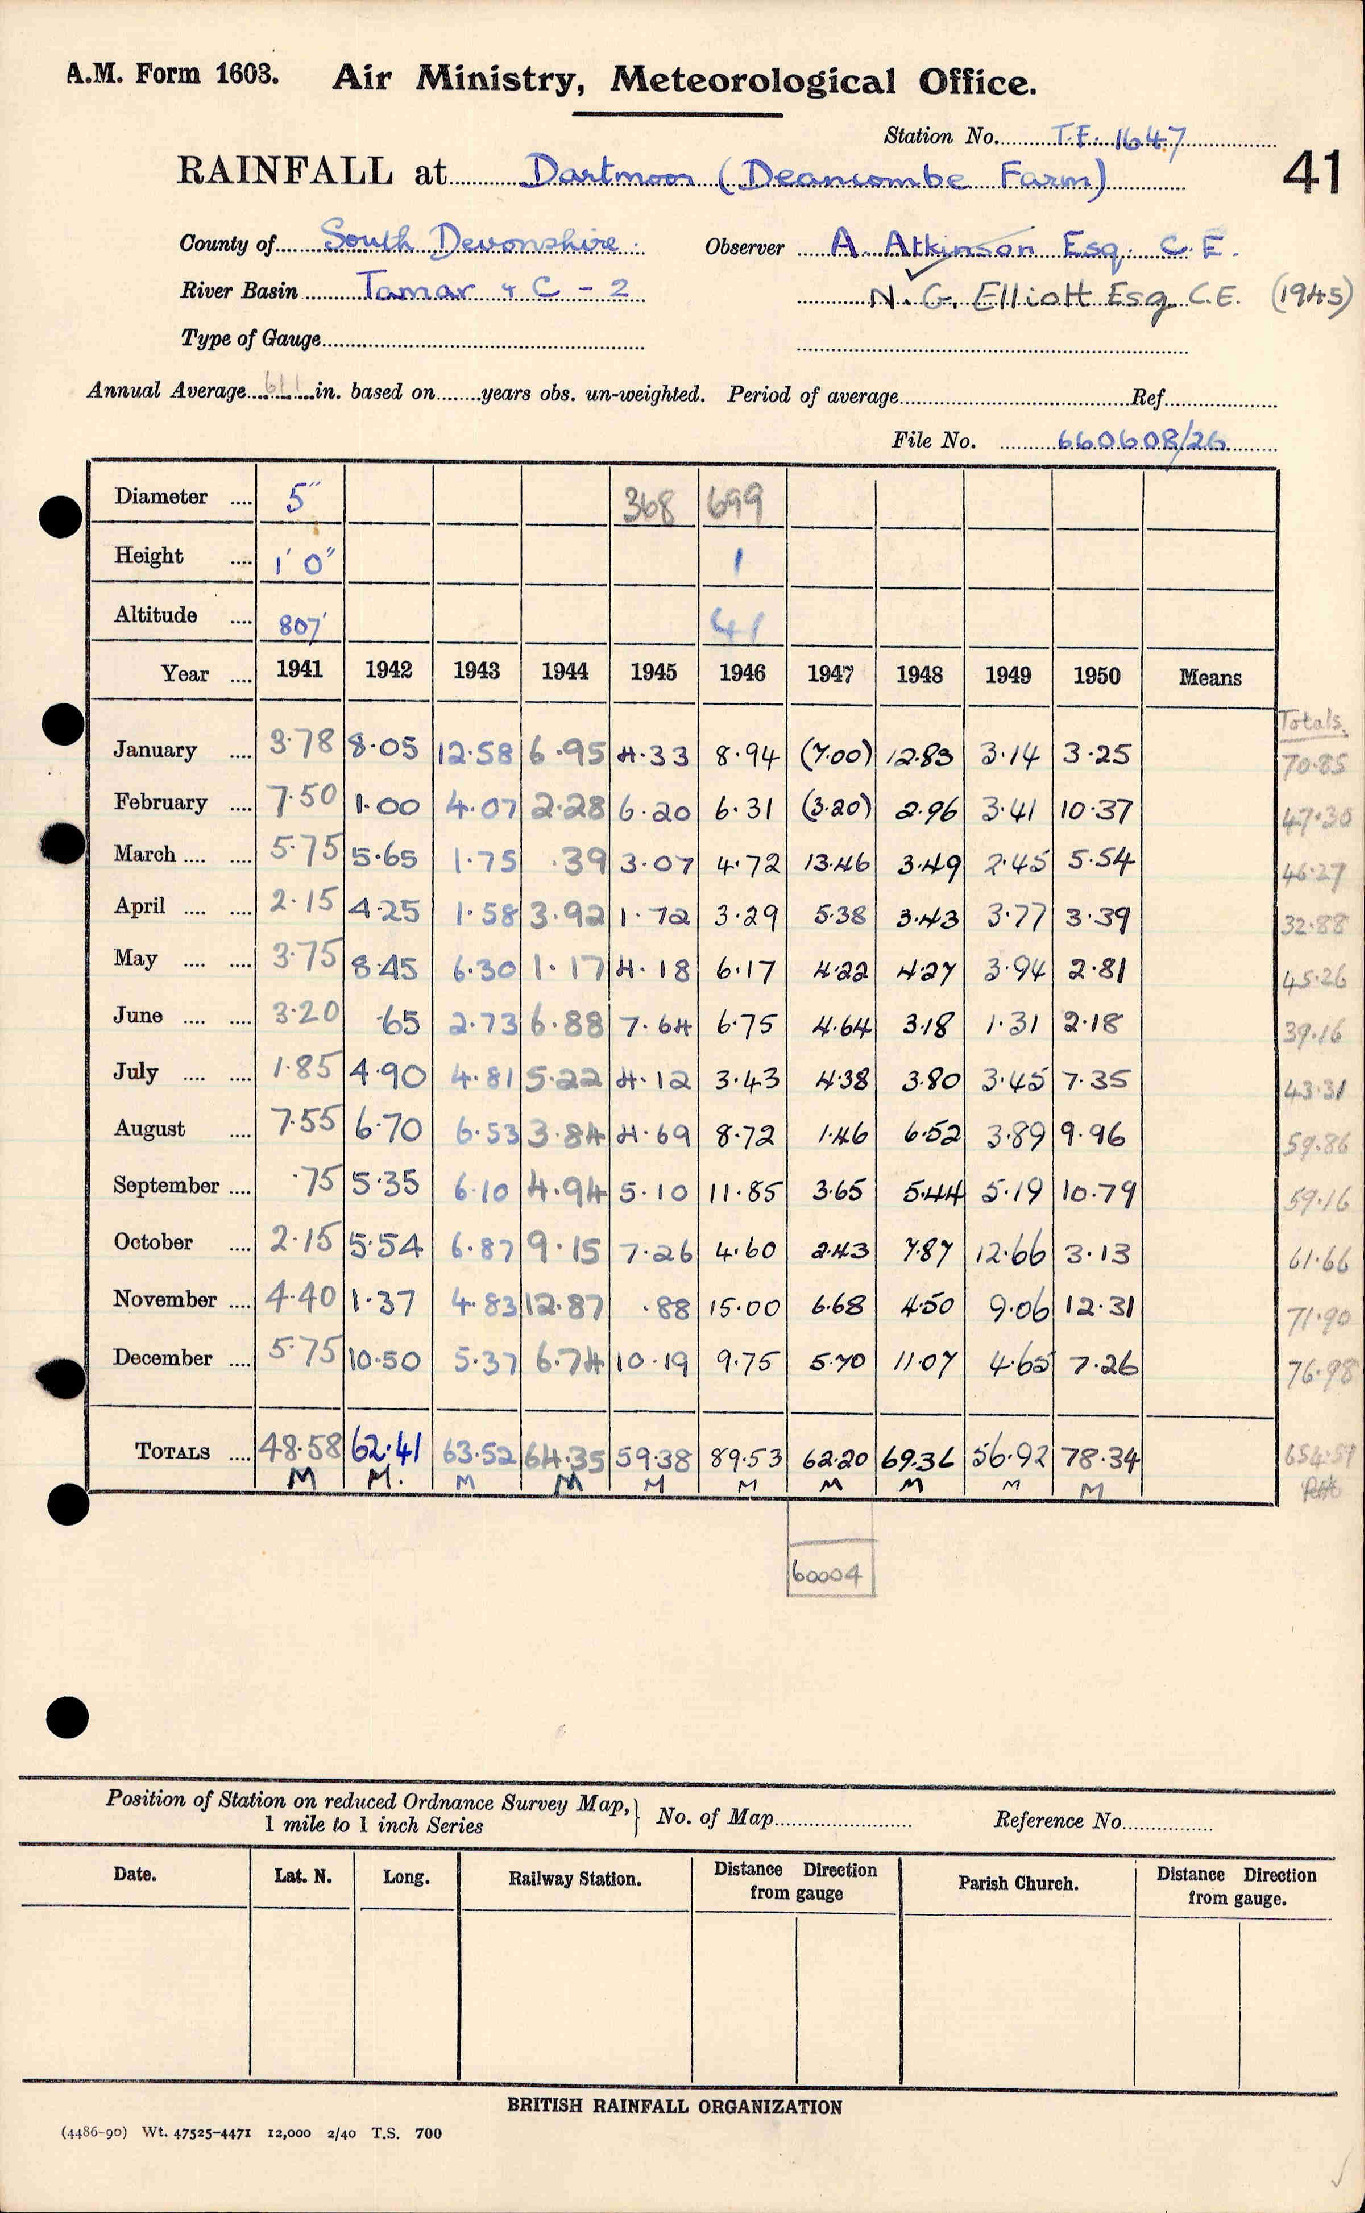 A.M. Form 1603. Air Ministry, Meteorological Office.
Station No. T.F. 1647
41
RAINFALL at Dartmoor (Deancombe Farm)
County of South Devonshire. Observer A. Atkinson Esq. C.E.
River Basin Tamar & C - 2 N. G. Elliott Esq C.E. (1945)
Type of Gauge
Annual Average 611 in. based on years obs. un-weighted. Period of average Ref.
File No. 660608/26
Diameter .... 5" 368 699
Height .... 1' 0" 1
Altitude .... 807' 41
Year .... 1941 1942 1943 1944 1945 1946 1947 1948 1949 1950 Means
Totals.
January .... 3.78 8.05 12.58 6.95 4.33 8.94 (7.00) 12.83 3.14 3.25 70.85
February .... 7.50 1.00 4.07 2.28 6.20 6.31 (3.20) 2.96 3.41 10.37 47.30
March .... .... 5.75 5.65 1.75 .39 3.07 4.72 13.46 3.49 2.45 5.54 46.27
April .... .... 2.15 4.25 1.58 3.92 1.72 3.29 5.38 3.43 3.77 3.39 32.88
May .... .... 3.75 8.45 6.30 1.17 4.18 6.17 4.22 4.27 3.94 2.81 45.26
June .... .... 3.20 .65 2.73 6.88 7.64 6.75 4.64 3.18 1.31 2.18 39.16
July .... .... 1.85 4.90 4.81 5.22 4.12 3.43 4.38 3.80 3.45 7.35 43.31
August .... 7.55 6.70 6.53 3.84 4.69 8.72 1.46 6.52 3.89 9.96 59.86
September .... .75 5.35 6.10 4.94 5.10 11.85 3.65 5.44 5.19 10.79 59.16
October .... 2.15 5.54 6.87 9.15 7.26 4.60 2.43 7.87 12.66 3.13 61.66
November .... 4.40 1.37 4.83 12.87 .88 15.00 6.68 4.50 9.06 12.31 71.90
December .... 5.75 10.50 5.37 6.74 10.19 9.75 5.70 11.07 4.65 7.26 76.98
TOTALS .... 48.58 62.41 63.52 64.35 59.38 89.53 62.20 69.36 56.92 78.34 654.59
M M. M M M M M M M M
60004
Position of Station on reduced Ordnance Survey Map, } No. of Map Reference No.
1 mile to 1 inch Series
Date. Lat. N. Long. Railway Station. Distance Direction from gauge Parish Church. Distance Direction from gauge.
BRITISH RAINFALL ORGANIZATION
(4486-90) Wt. 47525-4471 12,000 2/40 T.S. 700